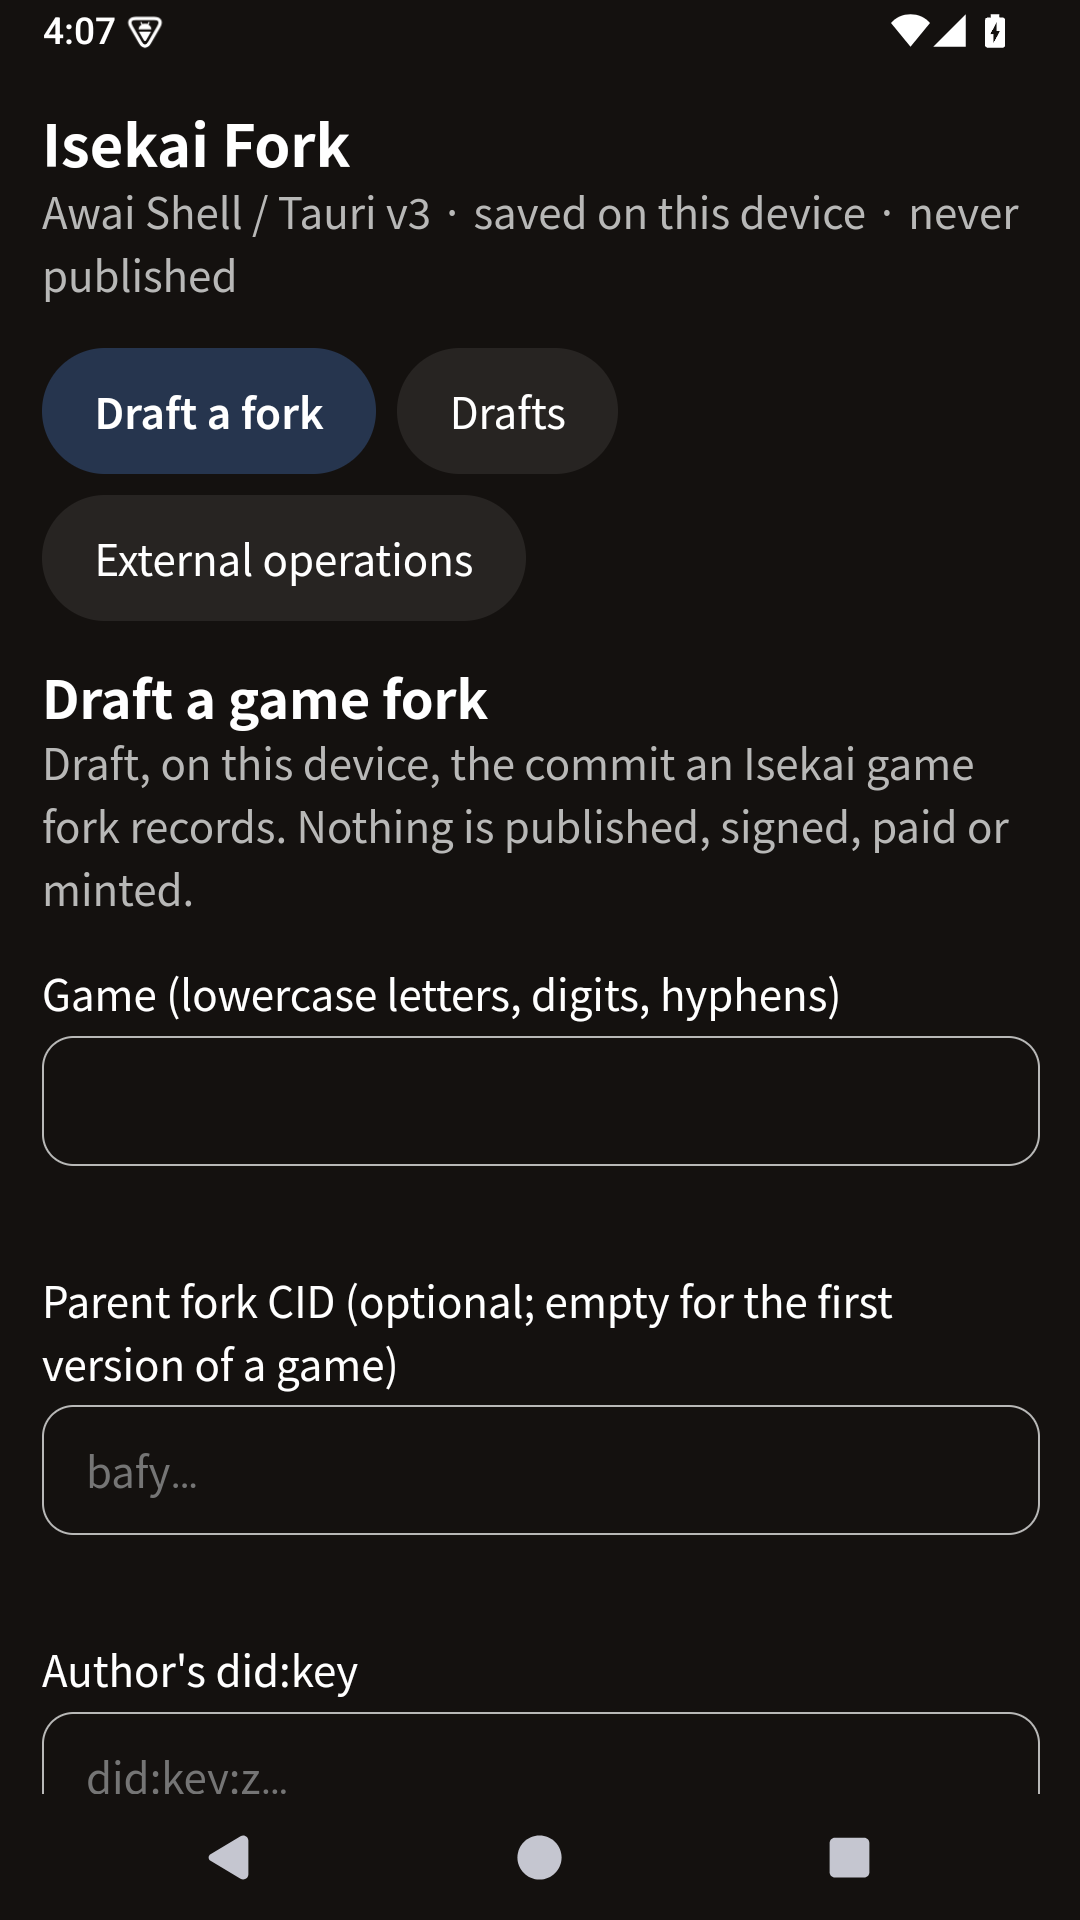 4:07
Isekai Fork
Awai Shell / Tauri v3 · saved on this device · never
published
Draft a fork
Drafts
External operations
Draft a game fork
Draft, on this device, the commit an Isekai game
fork records. Nothing is published, signed, paid or
minted.
Game (lowercase letters, digits, hyphens)
Parent fork CID (optional; empty for the first
version of a game)
bafy...
Author's did:key
did:key:z...